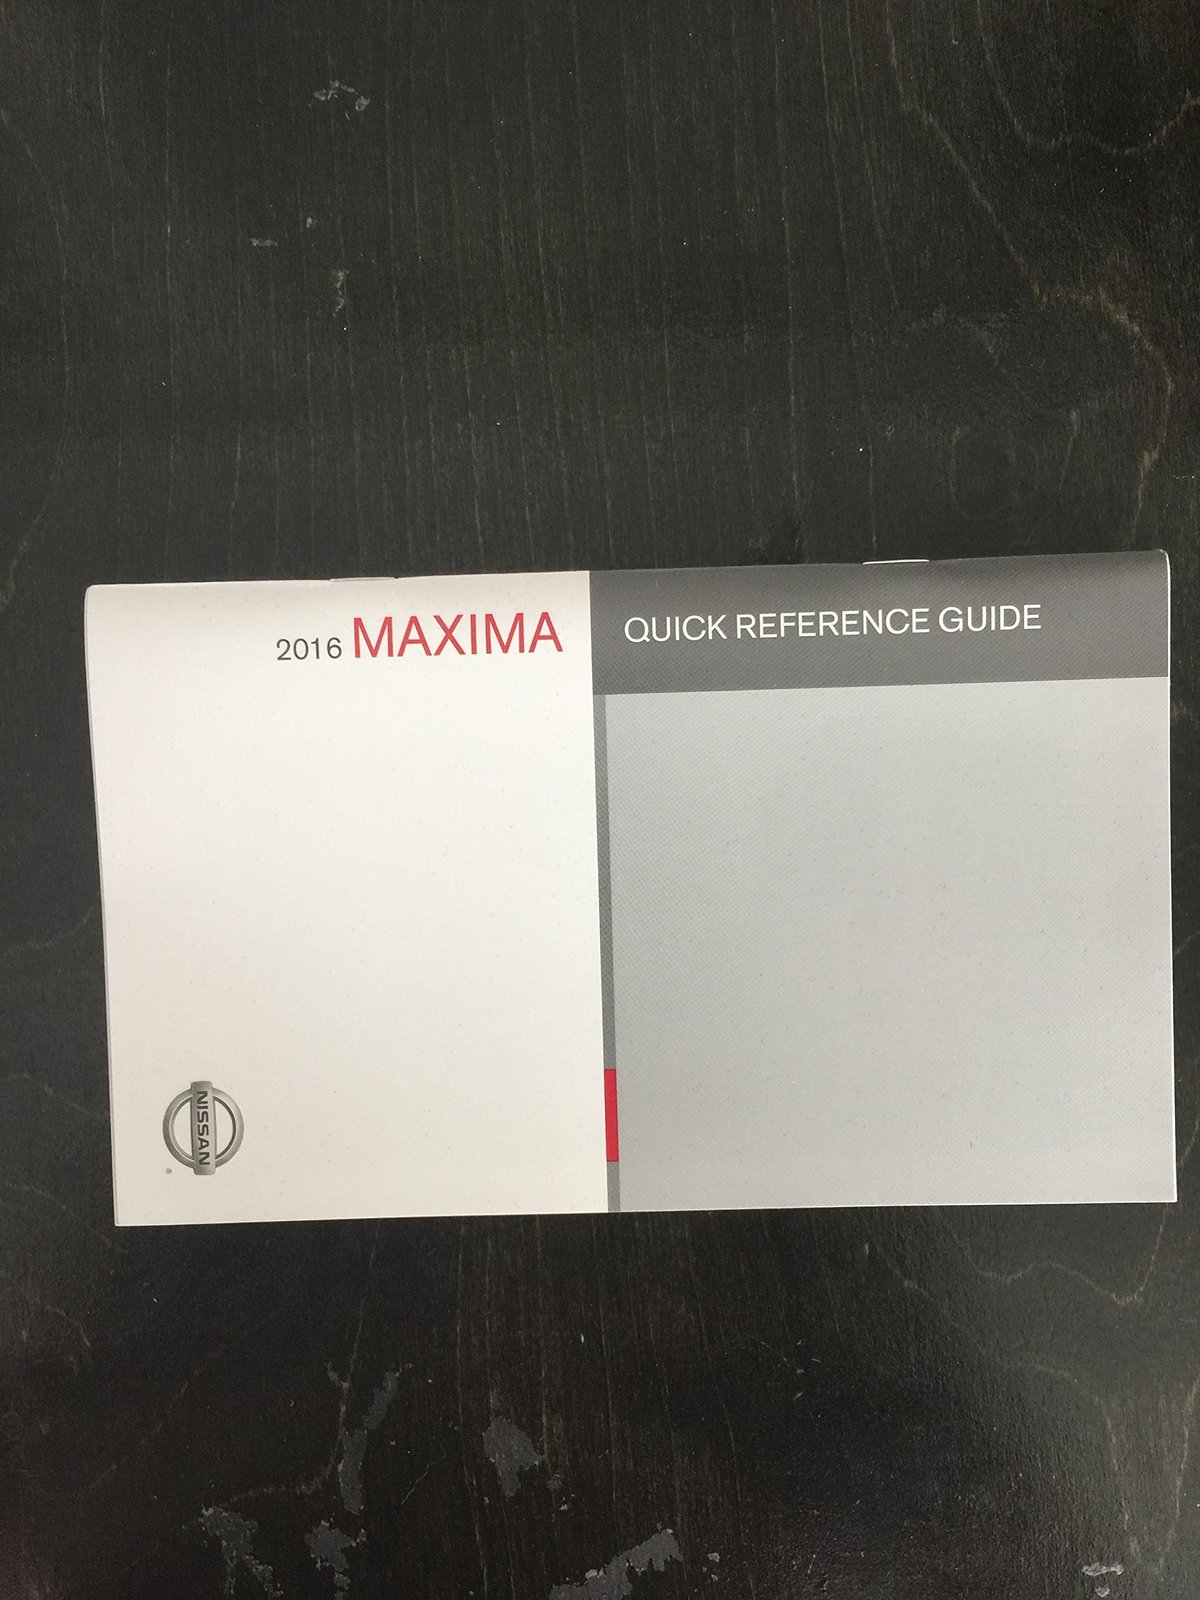 2016 MAXIMA
QUICK REFERENCE GUIDE
NISSAN
®